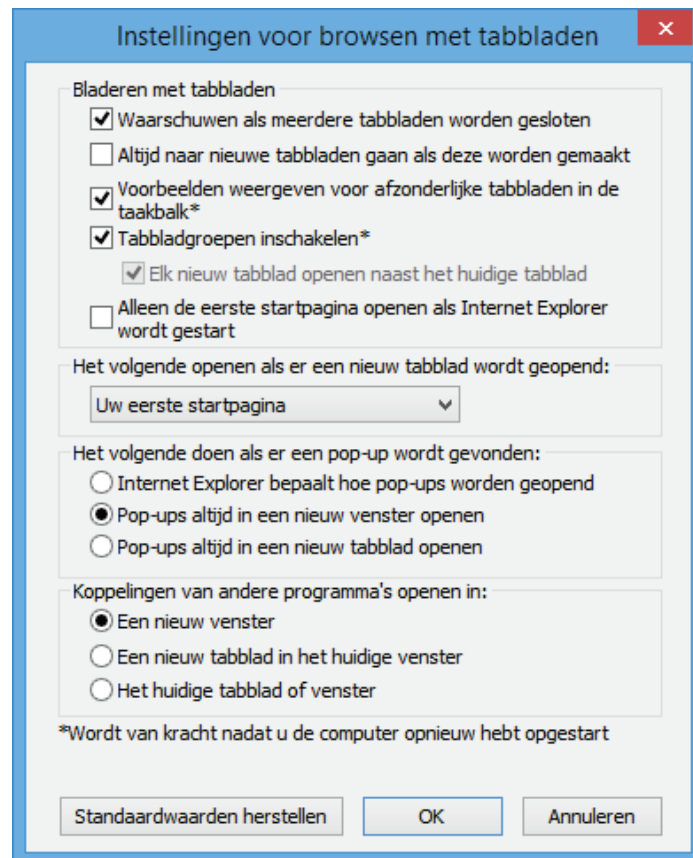 Instellingen voor browsen met tabbladen
Bladeren met tabbladen
Waarschuwen als meerdere tabbladen worden gesloten
Altijd naar nieuwe tabbladen gaan als deze worden gemaakt
Voorbeelden weergeven voor afzonderlijke tabbladen in de
taakbalk*
Tabbladgroepen inschakelen*
Elk nieuw tabblad openen naast het huidige tabblad
Alleen de eerste startpagina openen als Internet Explorer
wordt gestart
Het volgende openen als er een nieuw tabblad wordt geopend:
Uw eerste startpagina
Het volgende doen als er een pop-up wordt gevonden:
Internet Explorer bepaalt hoe pop-ups worden geopend
Pop-ups altijd in een nieuw venster openen
Pop-ups altijd in een nieuw tabblad openen
Koppelingen van andere programma's openen in:
Een nieuw venster
Een nieuw tabblad in het huidige venster
Het huidige tabblad of venster
*Wordt van kracht nadat u de computer opnieuw hebt opgestart
Standaardwaarden herstellen OK Annuleren